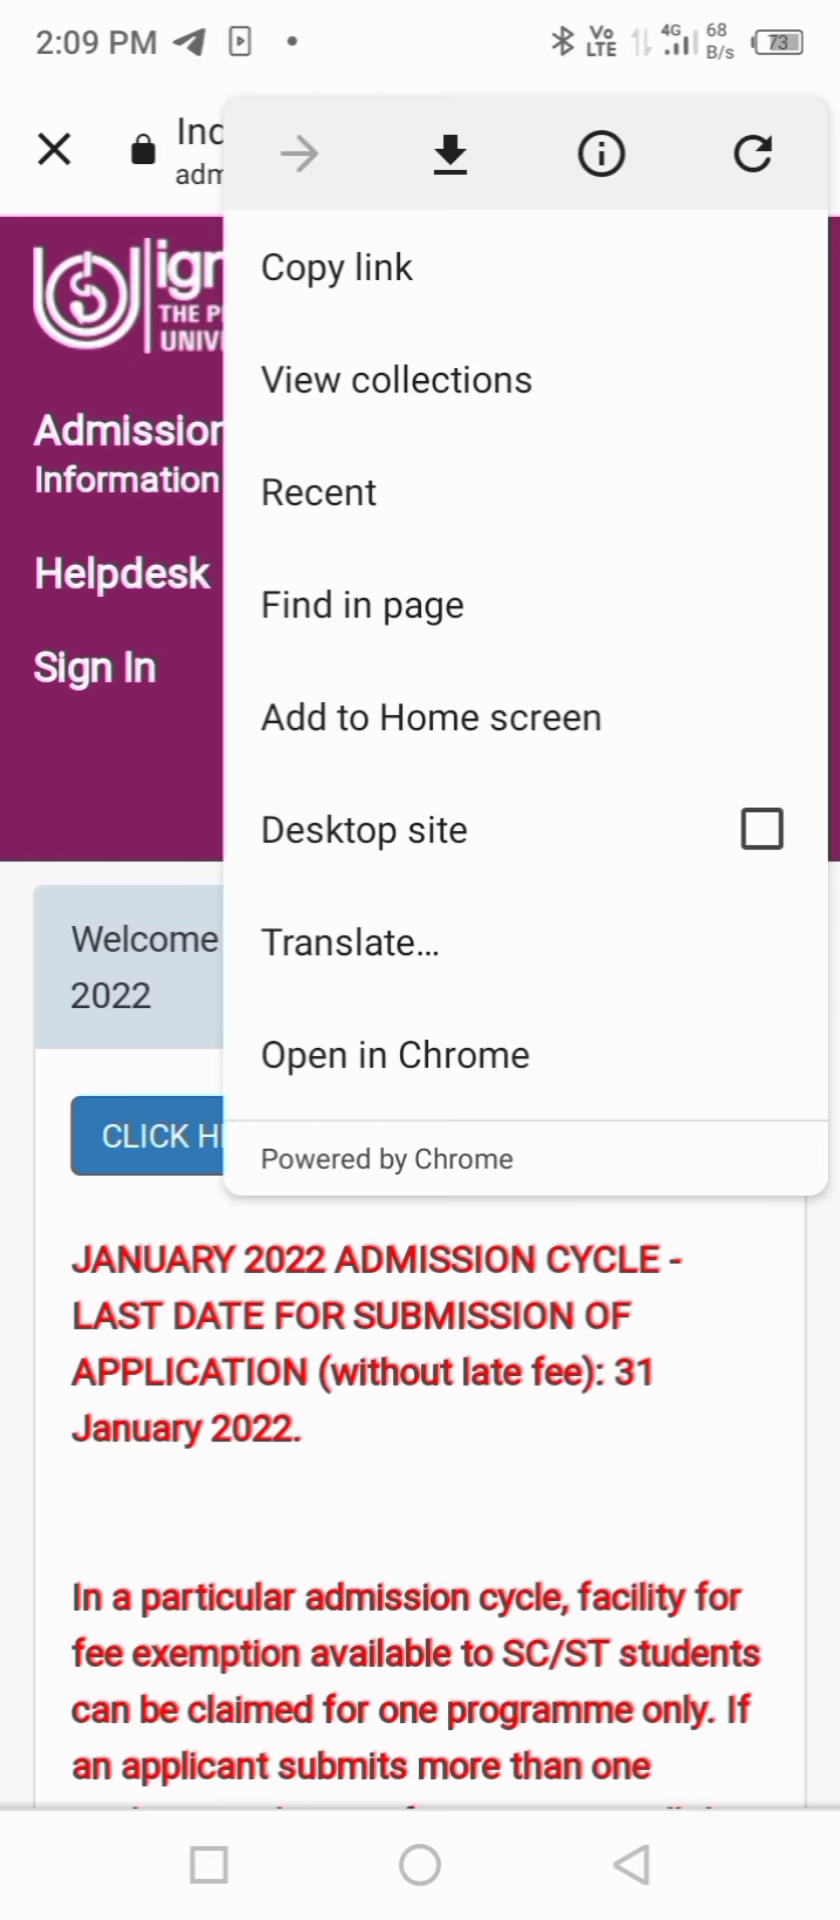 2:09 PM
Vo
LTE
4G
68
B/s
73
Copy link
View collections
Recent
Find in page
Add to Home screen
Desktop site
Translate...
Open in Chrome
Powered by Chrome
THE
Information
Helpdesk
Sign In
Welcome
2022
CLICK
JANUARY 2022 ADMISSION CYCLE -
LAST DATE FOR SUBMISSION OF
APPLICATION (without late fee): 31
January 2022.
In a particular admission cycle, facility for
fee exemption available to SC/ST students
can be claimed for one programme only. If
an applicant submits more than one